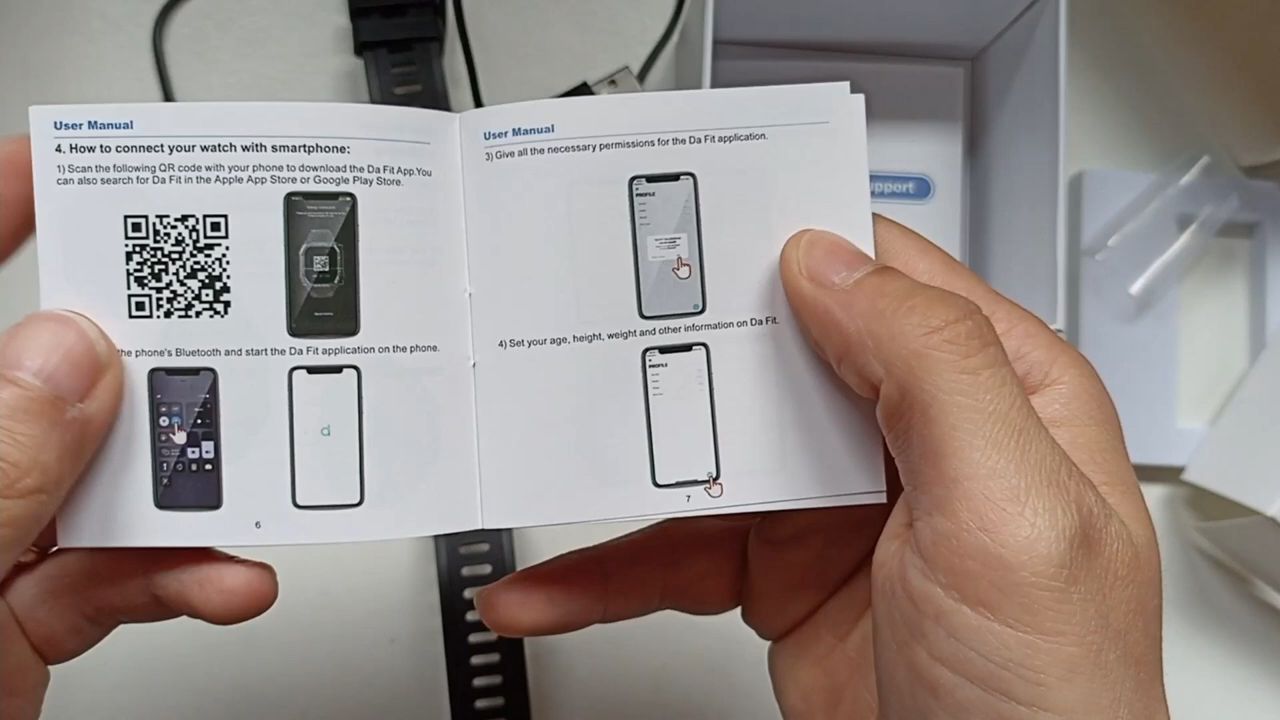 User Manual
4. How to connect your watch with smartphone:
1) Scan the following QR code with your phone to download the Da Fit App.You
can also search for Da Fit in the Apple App Store or Google Play Store.
the phone's Bluetooth and start the Da Fit application on the phone.
6
User Manual
3) Give all the necessary permissions for the Da Fit application.
PROFILE
4) Set your age, height, weight and other information on Da Fit.
PROFILE
7
pport